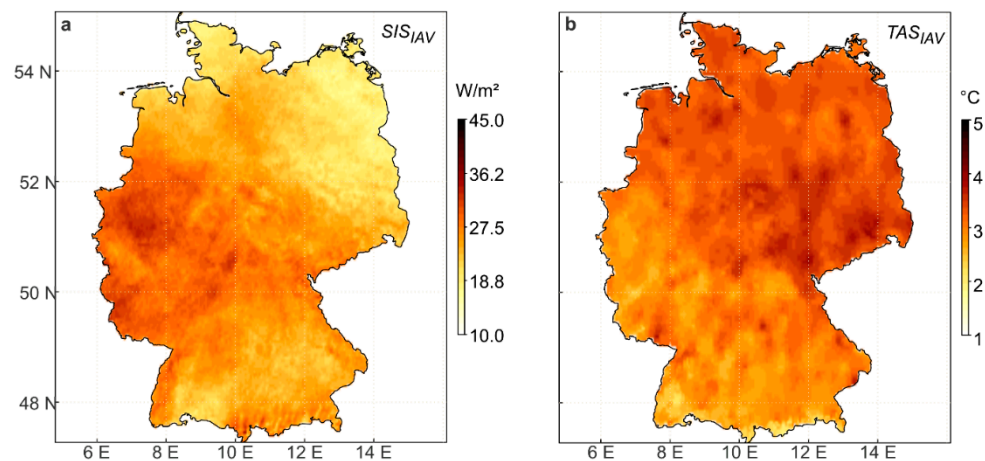 a
SIS_IAV
54 N
52 N
50 N
48 N
6 E 8 E 10 E 12 E 14 E
W/m²
45.0
36.2
27.5
18.8
10.0
b
TAS_IAV
6 E 8 E 10 E 12 E 14 E
°C
5
4
3
2
1